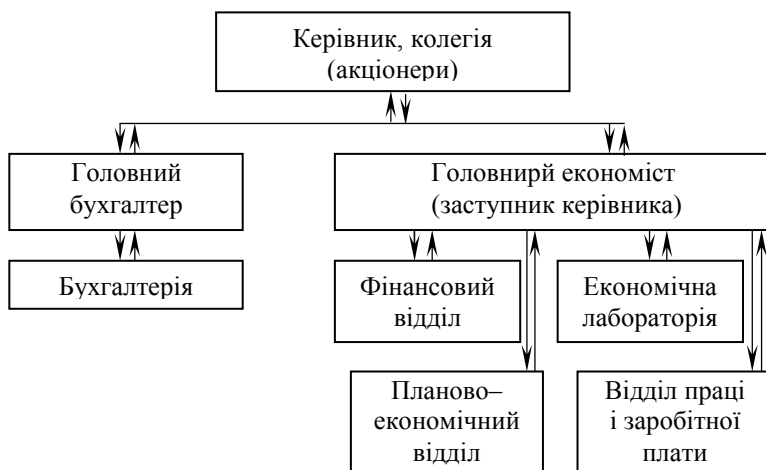 Керівник, колегія
(акціонери)
Головний
бухгалтер
Головнирй економіст
(заступник керівника)
Бухгалтерія
Фінансовий
відділ
Економічна
лабораторія
Планово–
економічний
відділ
Відділ праці
і заробітної
плати